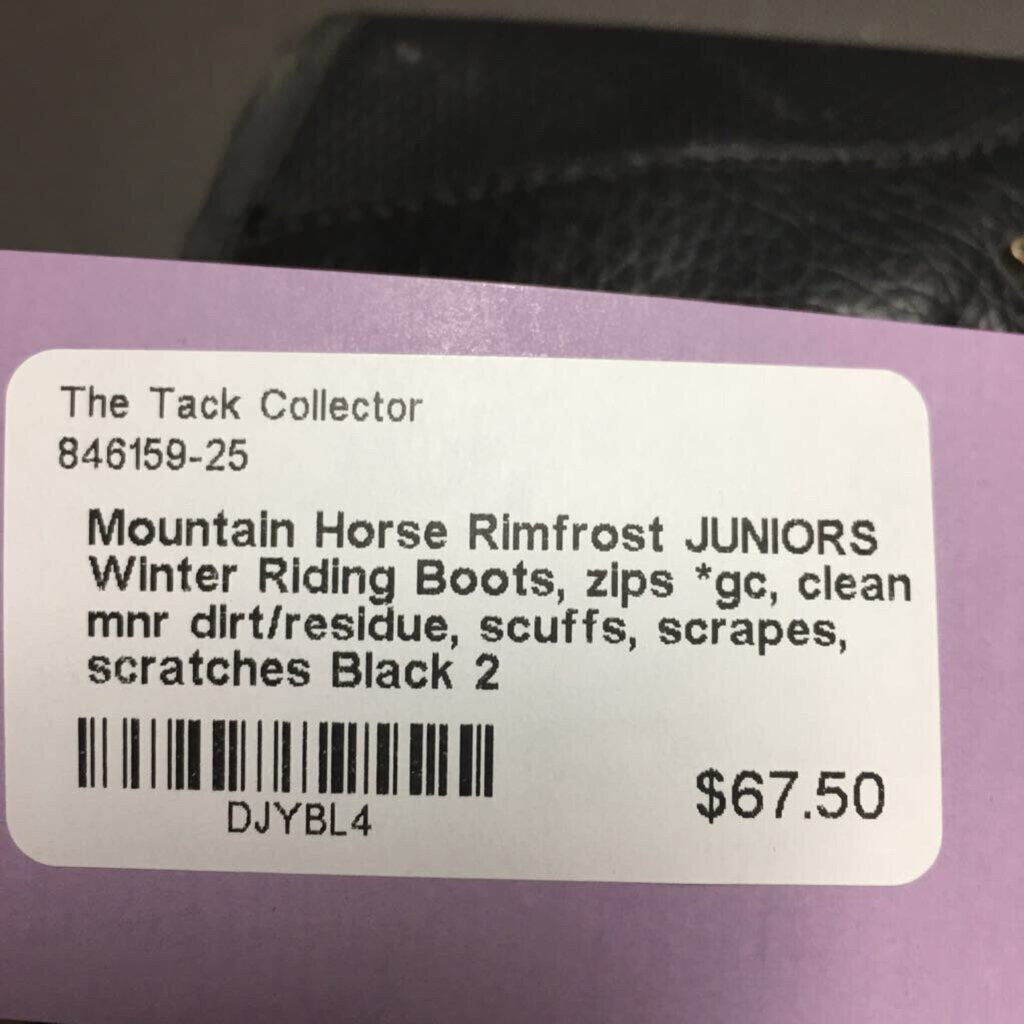 The Tack Collector
846159-25
Mountain Horse Rimfrost JUNIORS
Winter Riding Boots, zips *gc, clean
mnr dirt/residue, scuffs, scrapes,
scratches Black 2
DJYBL4
$67.50